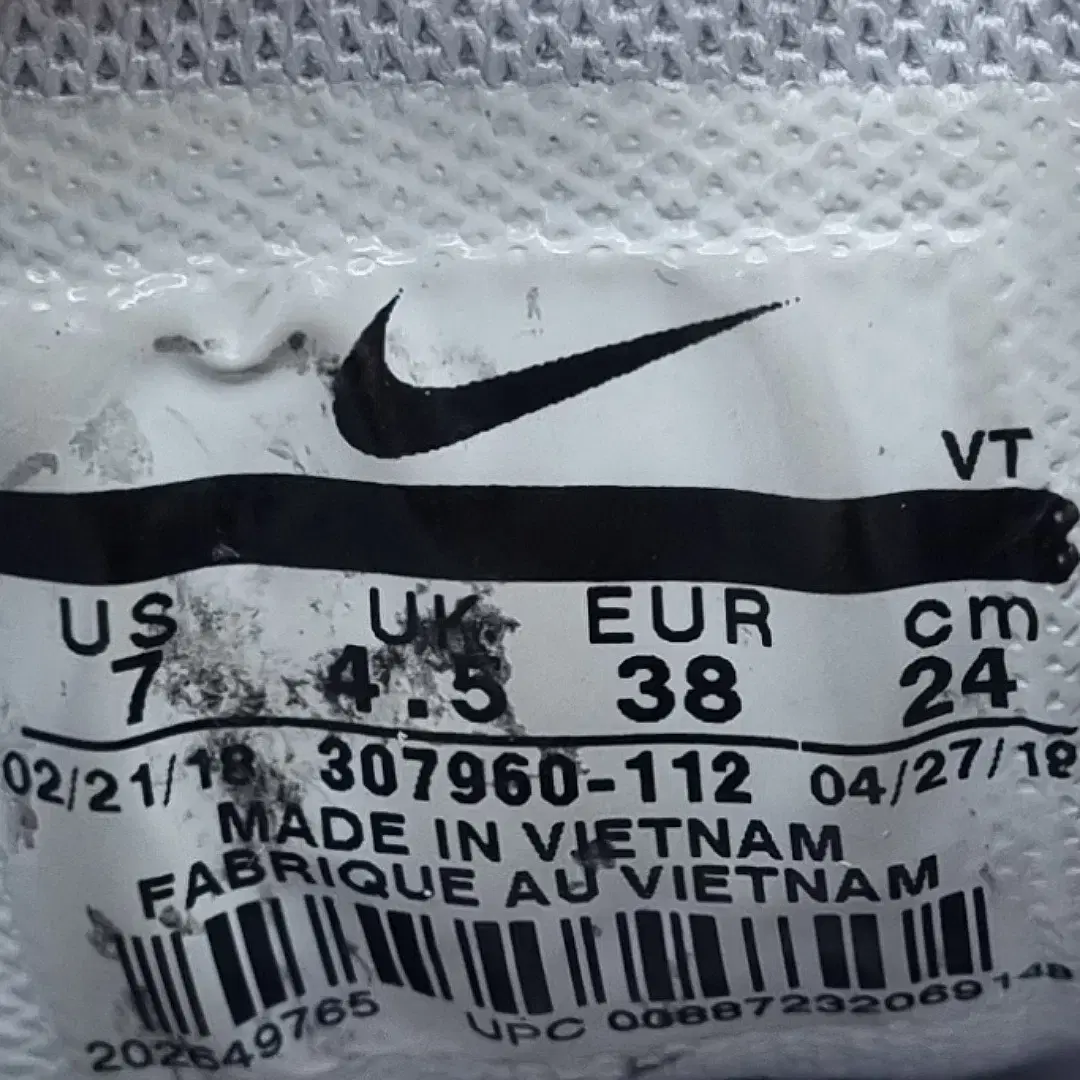 VT
US UK EUR cm
7 4.5 38 24
02/21/18 307960-112 04/27/18
MADE IN VIETNAM
FABRIQUE AU VIETNAM
202649765 UPC 00887232069148